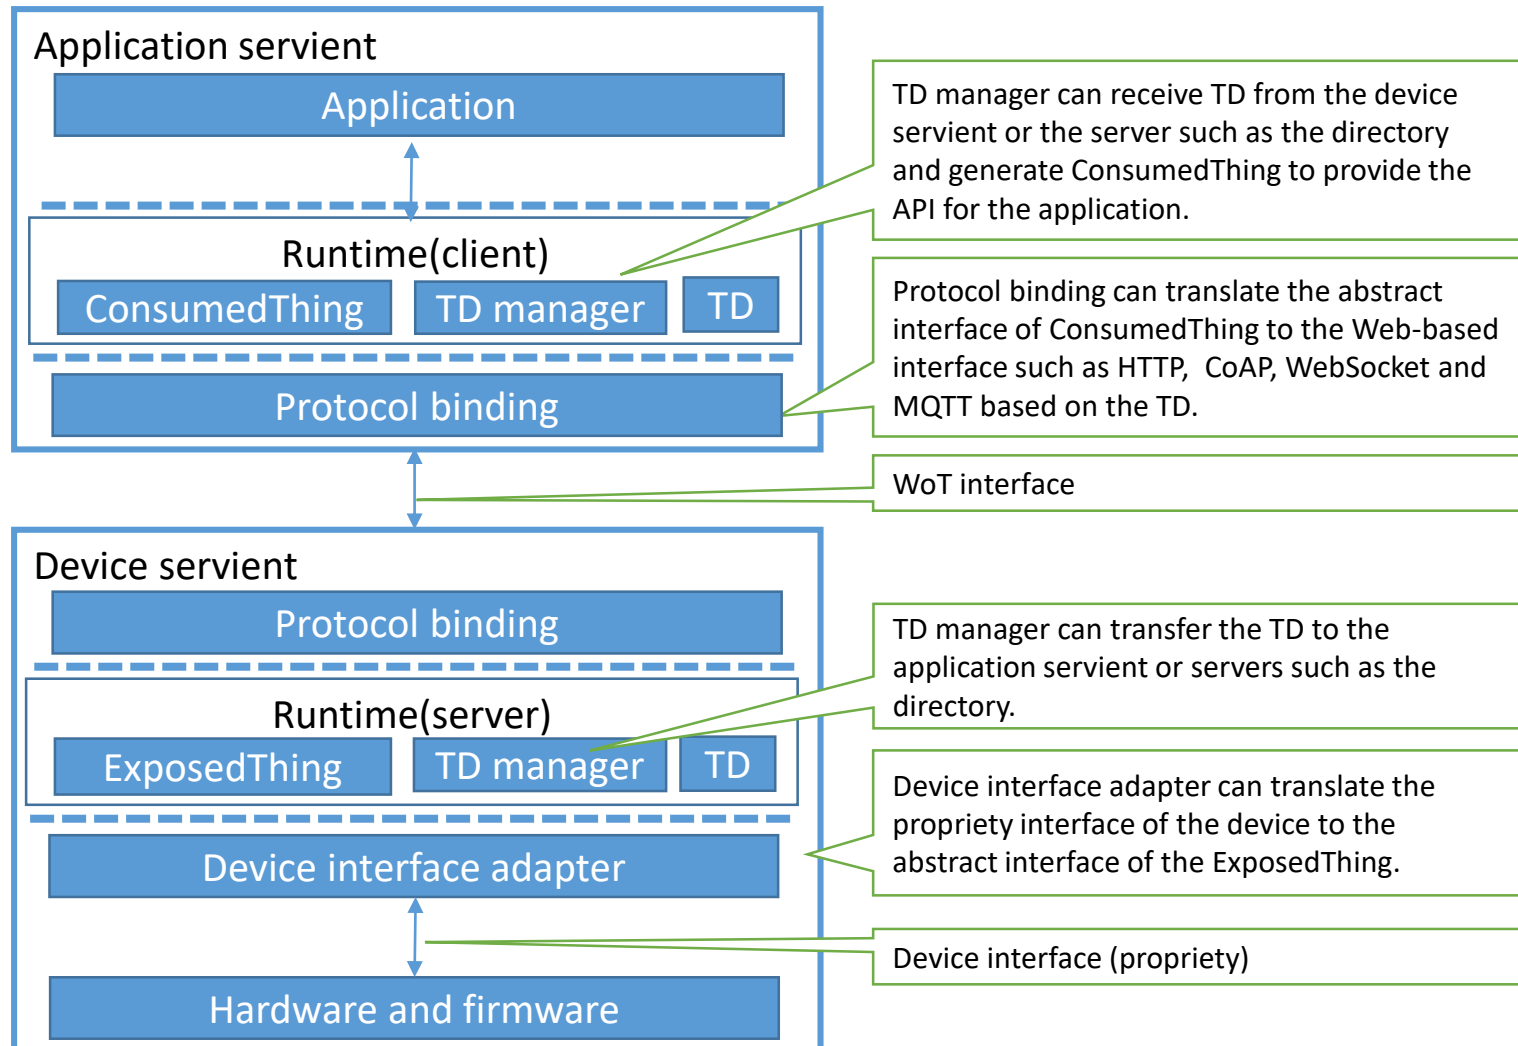 Application servient
Application
Runtime(client)
ConsumedThing
TD manager
TD
Protocol binding
TD manager can receive TD from the device
servient or the server such as the directory
and generate ConsumedThing to provide the
API for the application.
Protocol binding can translate the abstract
interface of ConsumedThing to the Web-based
interface such as HTTP, CoAP, WebSocket and
MQTT based on the TD.
WoT interface
Device servient
Protocol binding
Runtime(server)
ExposedThing
TD manager
TD
Device interface adapter
Hardware and firmware
TD manager can transfer the TD to the
application servient or servers such as the
directory.
Device interface adapter can translate the
propriety interface of the device to the
abstract interface of the ExposedThing.
Device interface (propriety)